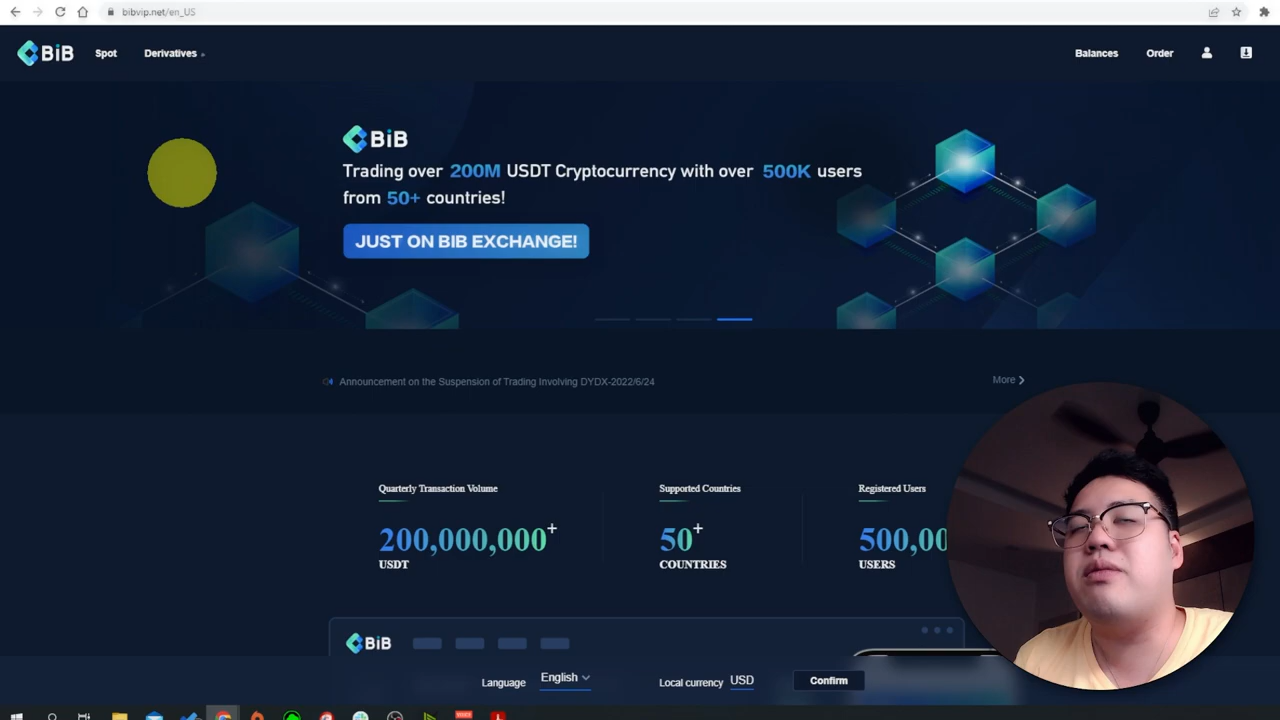 bibvip.net/en_US
BiB
Spot
Derivatives
Balances
Order
BiB
Trading over 200M USDT Cryptocurrency with over 500K users
from 50+ countries!
JUST ON BIB EXCHANGE!
Announcement on the Suspension of Trading Involving DYDX-2022/6/24
More
Quarterly Transaction Volume
200,000,000+
USDT
Supported Countries
50+
COUNTRIES
Registered Users
500,00
USERS
BiB
Language
English
Local currency
USD
Confirm